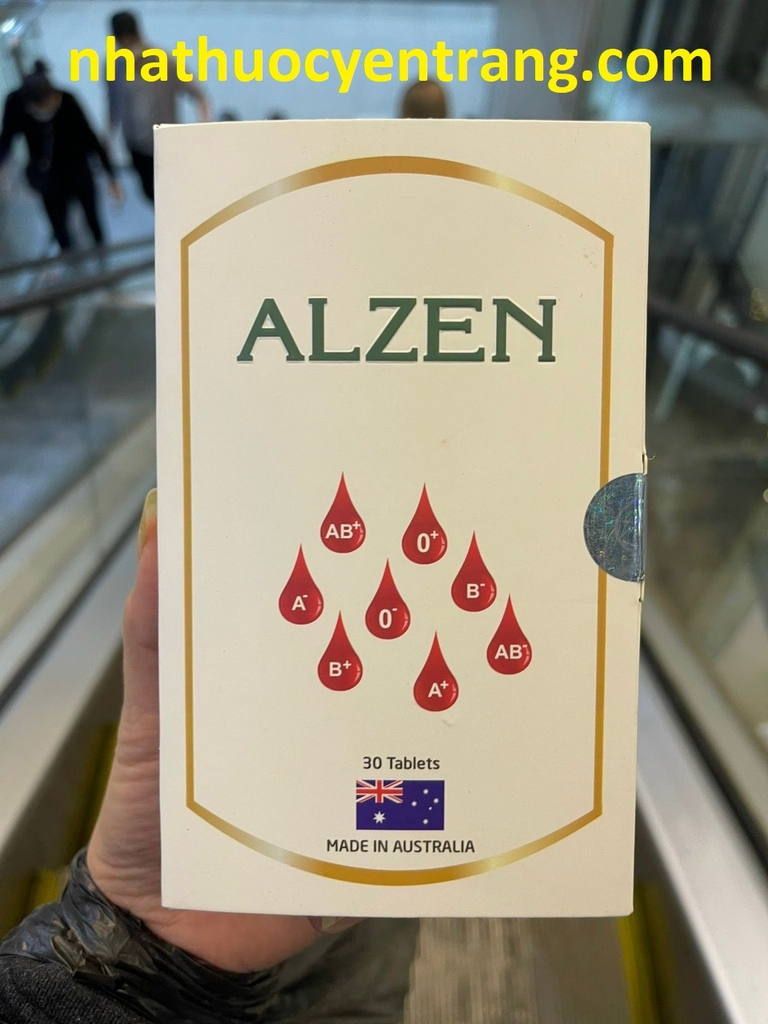 nhathuocyentrang.com
ALZEN
AB+
0+
A-
0-
B-
B+
A+
AB-
30 Tablets
MADE IN AUSTRALIA